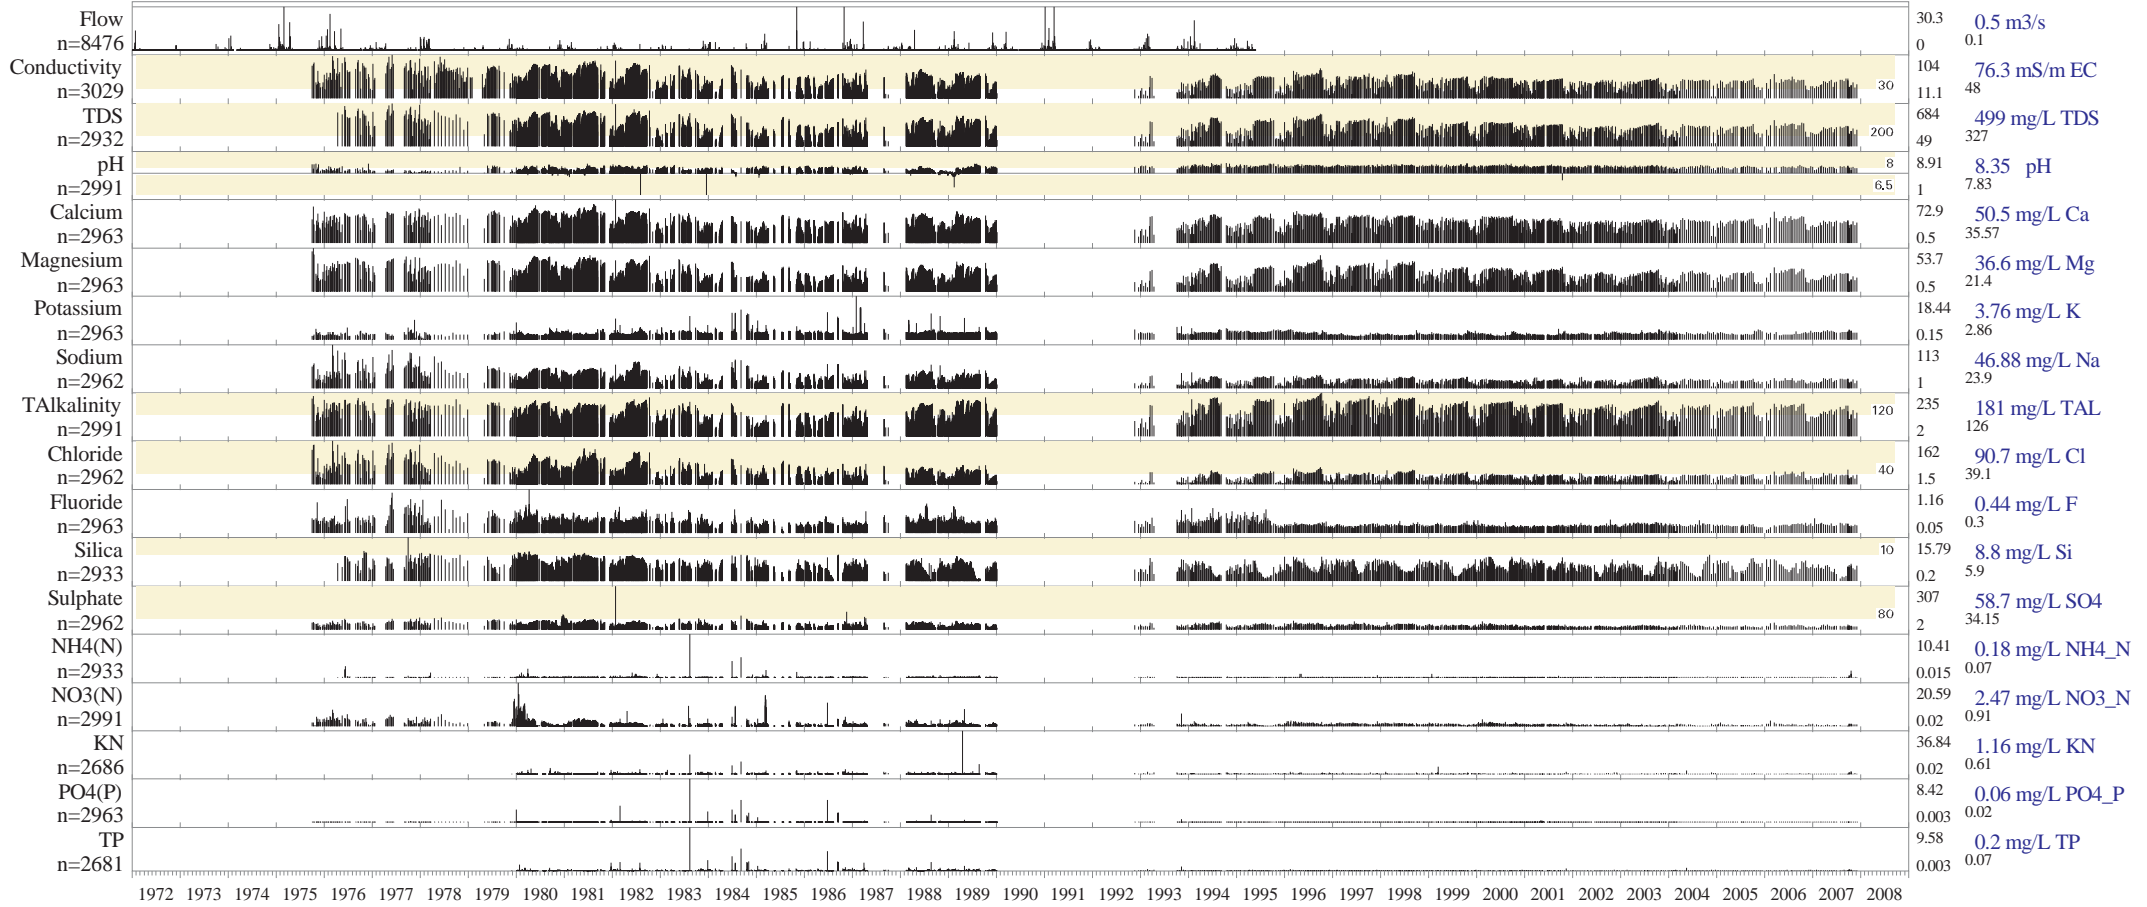 Flow
n=8476
30.3
0
0.5 m3/s
0.1
Conductivity
n=3029
30
104
11.1
76.3 mS/m EC
48
TDS
n=2932
200
684
49
499 mg/L TDS
327
pH
n=2991
8
6.5
8.91
1
8.35 pH
7.83
Calcium
n=2963
72.9
0.5
50.5 mg/L Ca
35.57
Magnesium
n=2963
53.7
0.5
36.6 mg/L Mg
21.4
Potassium
n=2963
18.44
0.15
3.76 mg/L K
2.86
Sodium
n=2962
113
1
46.88 mg/L Na
23.9
TAlkalinity
n=2991
120
235
2
181 mg/L TAL
126
Chloride
n=2962
40
162
1.5
90.7 mg/L Cl
39.1
Fluoride
n=2963
1.16
0.05
0.44 mg/L F
0.3
Silica
n=2933
10
15.79
0.2
8.8 mg/L Si
5.9
Sulphate
n=2962
80
307
2
58.7 mg/L SO4
34.15
NH4(N)
n=2933
10.41
0.015
0.18 mg/L NH4_N
0.07
NO3(N)
n=2991
20.59
0.02
2.47 mg/L NO3_N
0.91
KN
n=2686
36.84
0.02
1.16 mg/L KN
0.61
PO4(P)
n=2963
8.42
0.003
0.06 mg/L PO4_P
0.02
TP
n=2681
9.58
0.003
0.2 mg/L TP
0.07
1972 1973 1974 1975 1976 1977 1978 1979 1980 1981 1982 1983 1984 1985 1986 1987 1988 1989 1990 1991 1992 1993 1994 1995 1996 1997 1998 1999 2000 2001 2002 2003 2004 2005 2006 2007 2008